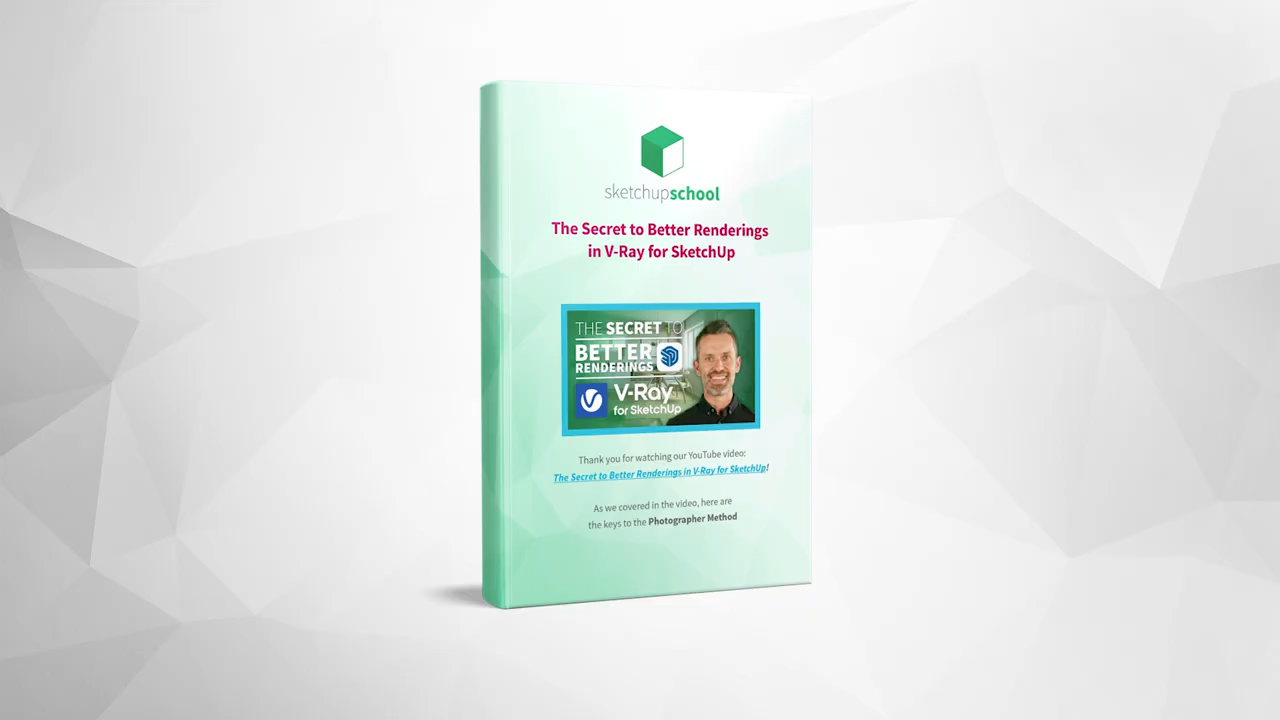 sketchupschool
The Secret to Better Renderings
in V-Ray for SketchUp
THE SECRET TO
BETTER
RENDERINGS
V-Ray
for SketchUp
Thank you for watching our YouTube video:
The Secret to Better Renderings in V-Ray for SketchUp!
As we covered in the video, here are
the keys to the Photographer Method